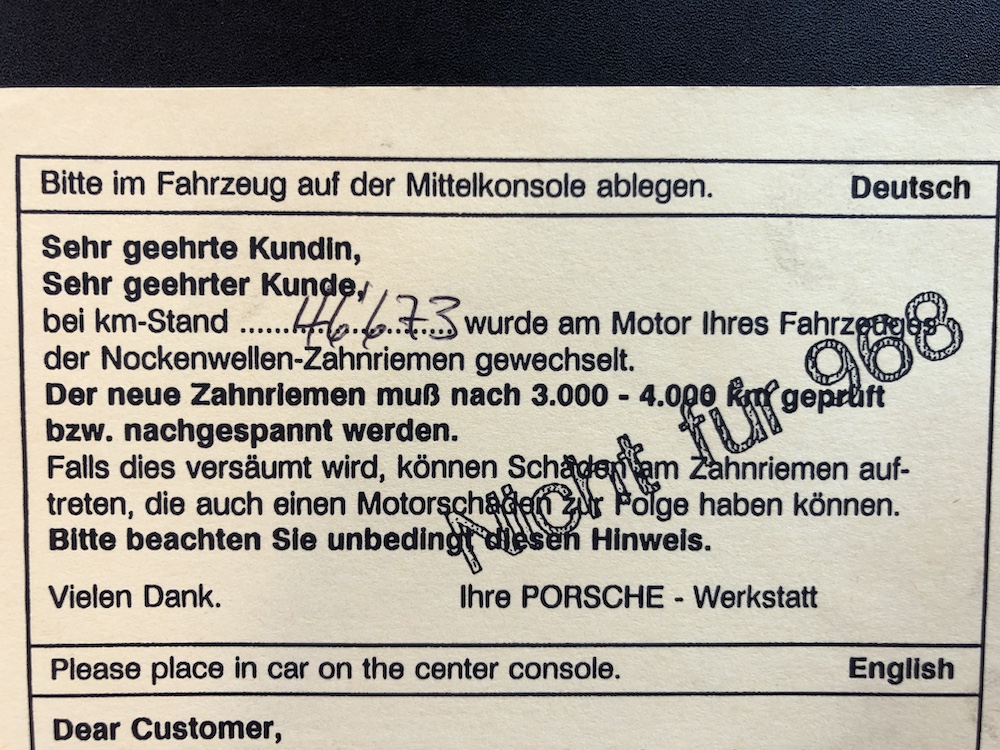 Bitte im Fahrzeug auf der Mittelkonsole ablegen. Deutsch
Sehr geehrte Kundin,
Sehr geehrter Kunde,
bei km-Stand ......46673...... wurde am Motor Ihres Fahrzeuges
der Nockenwellen-Zahnriemen gewechselt.
Der neue Zahnriemen muß nach 3.000 - 4.000 km geprüft
bzw. nachgespannt werden.
Falls dies versäumt wird, können Schäden am Zahnriemen auf-
treten, die auch einen Motorschaden zur Folge haben können.
Bitte beachten Sie unbedingt diesen Hinweis.
Nicht für 968
Vielen Dank. Ihre PORSCHE - Werkstatt
Please place in car on the center console. English
Dear Customer,